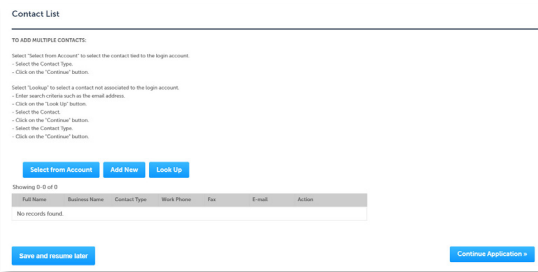 Contact List
TO ADD MULTIPLE CONTACTS:
Select "Select from Account" to select the contact tied to the login account.
- Select the Contact Type.
- Click on the "Continue" button.
Select "Lookup" to select a contact not associated to the login account.
- Enter search criteria such as the email address.
- Click on the "Look Up" button.
- Select the Contact.
- Click on the "Continue" button.
- Select the Contact Type.
- Click on the "Continue" button.
Select from Account Add New Look Up
Showing 0-0 of 0
Full Name Business Name Contact Type Work Phone Fax E-mail Action
No records found.
Save and resume later Continue Application »